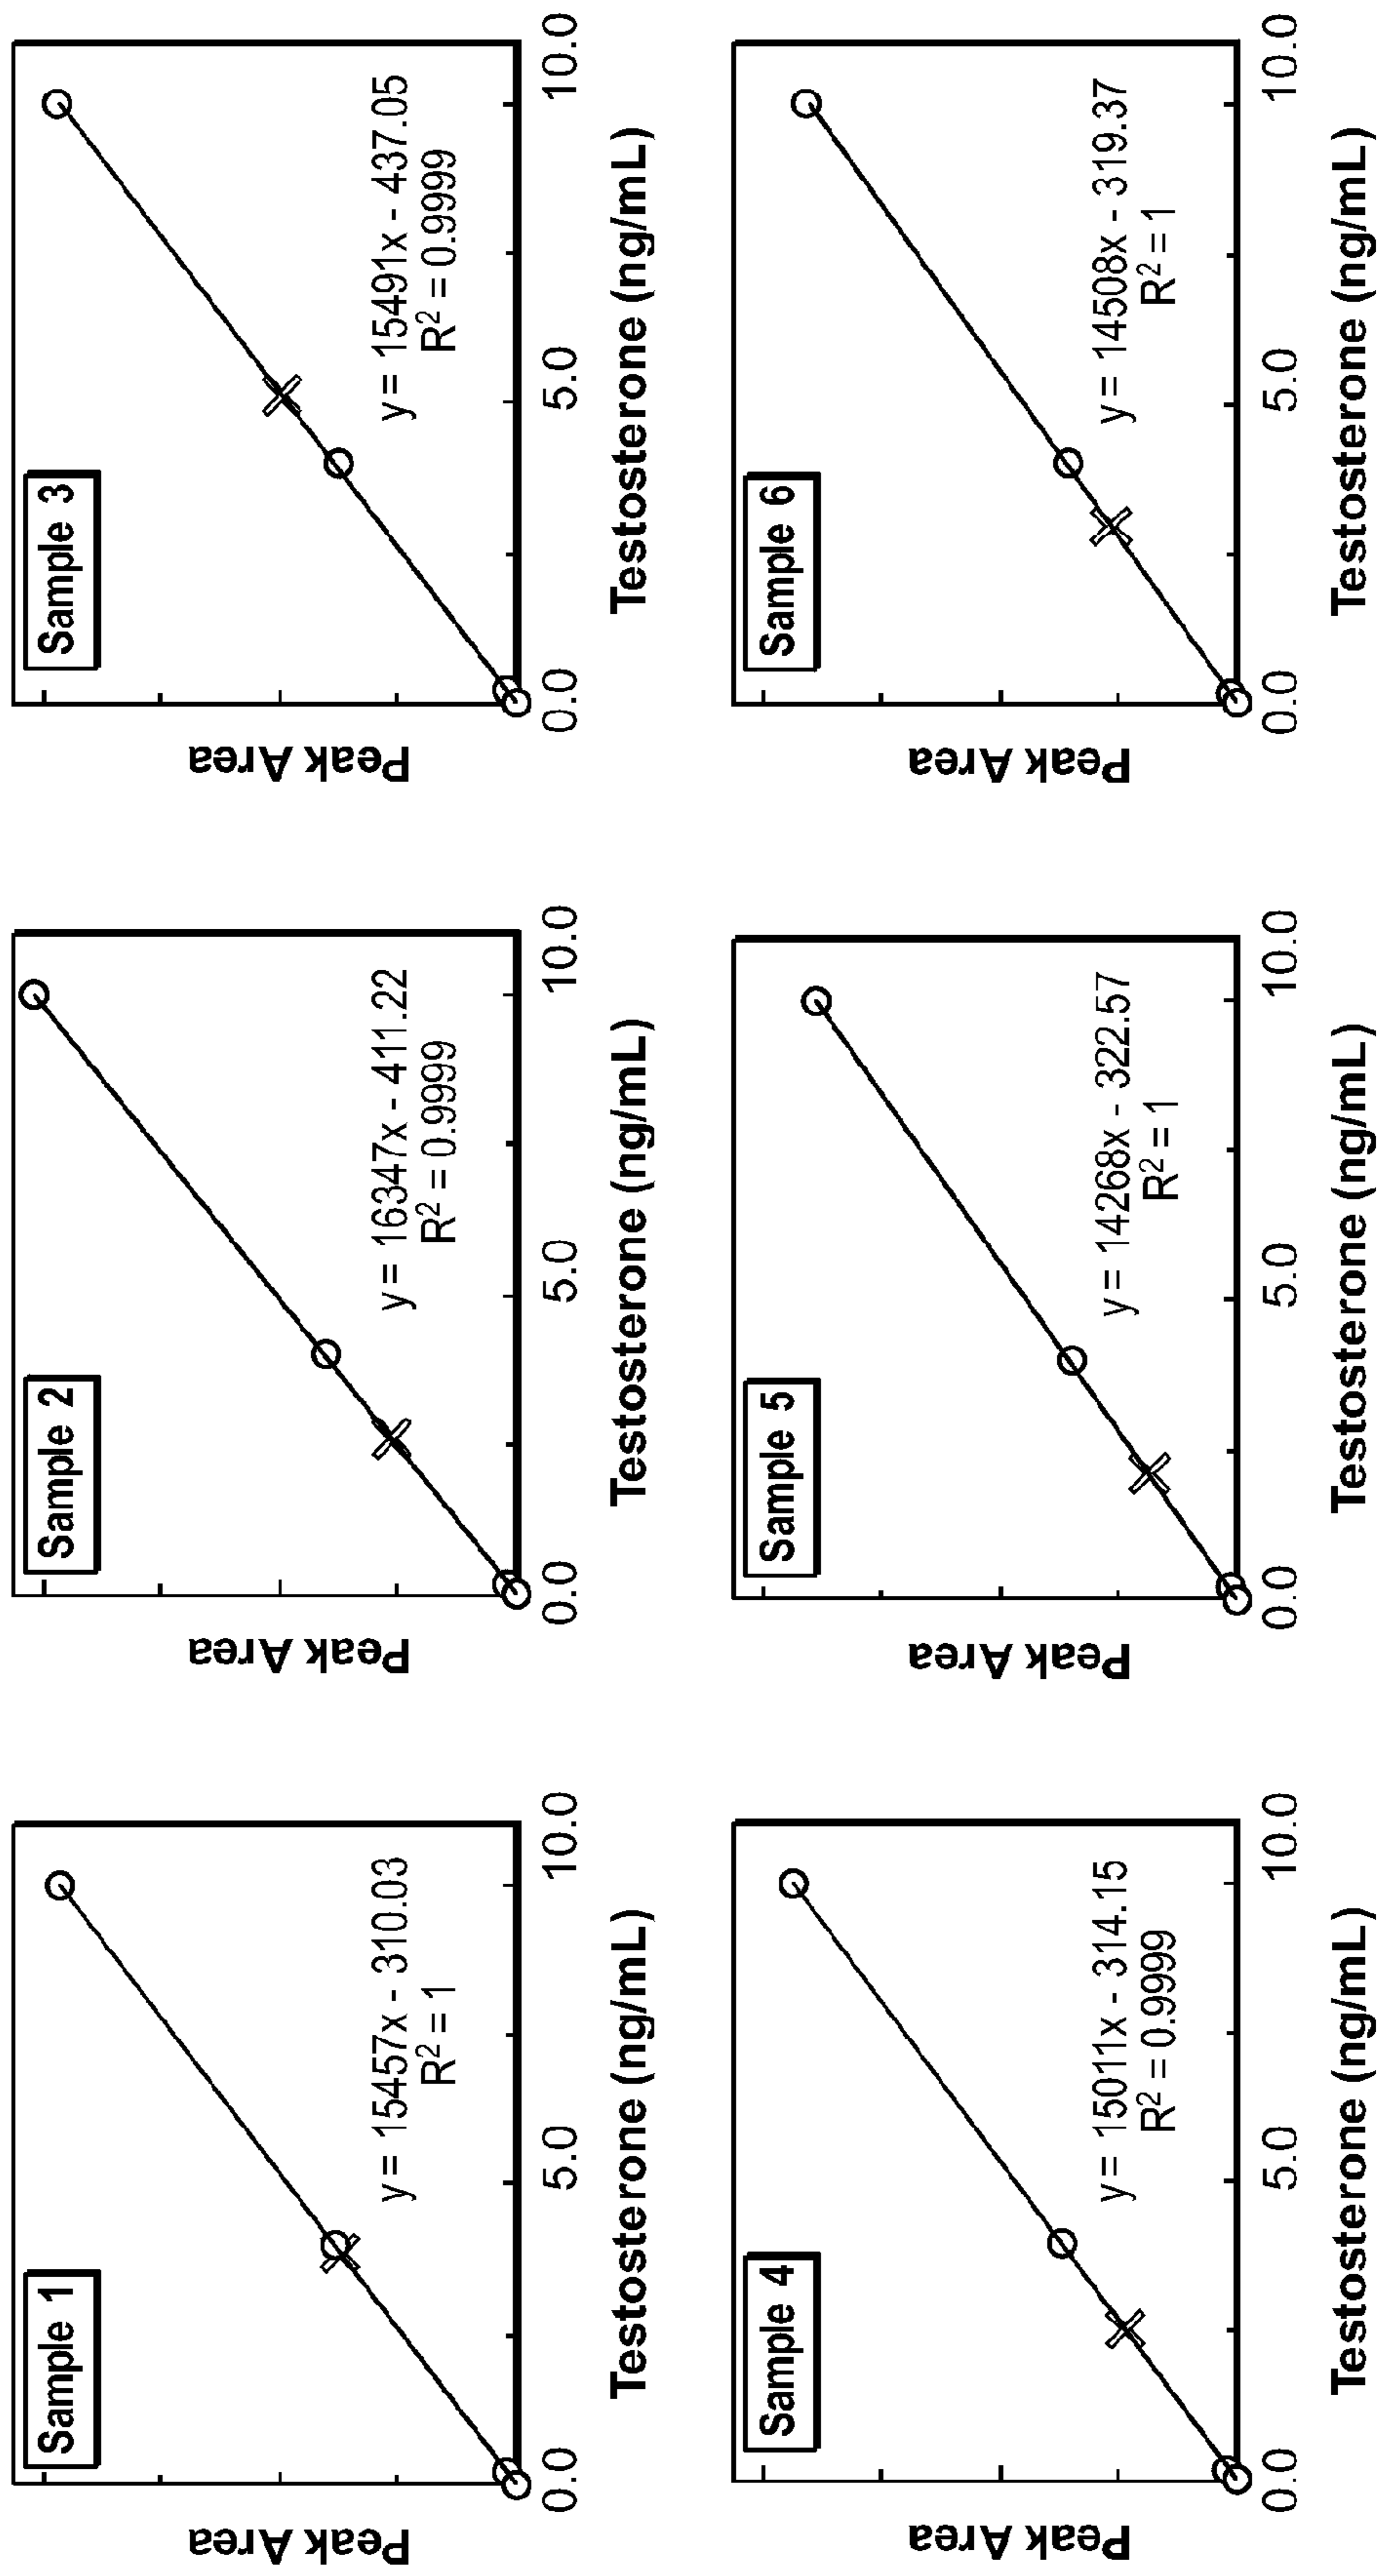 Sample 1
Peak Area
y = 15457x - 310.03
R² = 1
0.0 5.0 10.0
Testosterone (ng/mL)
Sample 2
Peak Area
y = 16347x - 411.22
R² = 0.9999
0.0 5.0 10.0
Testosterone (ng/mL)
Sample 3
Peak Area
y = 15491x - 437.05
R² = 0.9999
0.0 5.0 10.0
Testosterone (ng/mL)
Sample 4
Peak Area
y = 15011x - 314.15
R² = 0.9999
0.0 5.0 10.0
Testosterone (ng/mL)
Sample 5
Peak Area
y = 14268x - 322.57
R² = 1
0.0 5.0 10.0
Testosterone (ng/mL)
Sample 6
Peak Area
y = 14508x - 319.37
R² = 1
0.0 5.0 10.0
Testosterone (ng/mL)